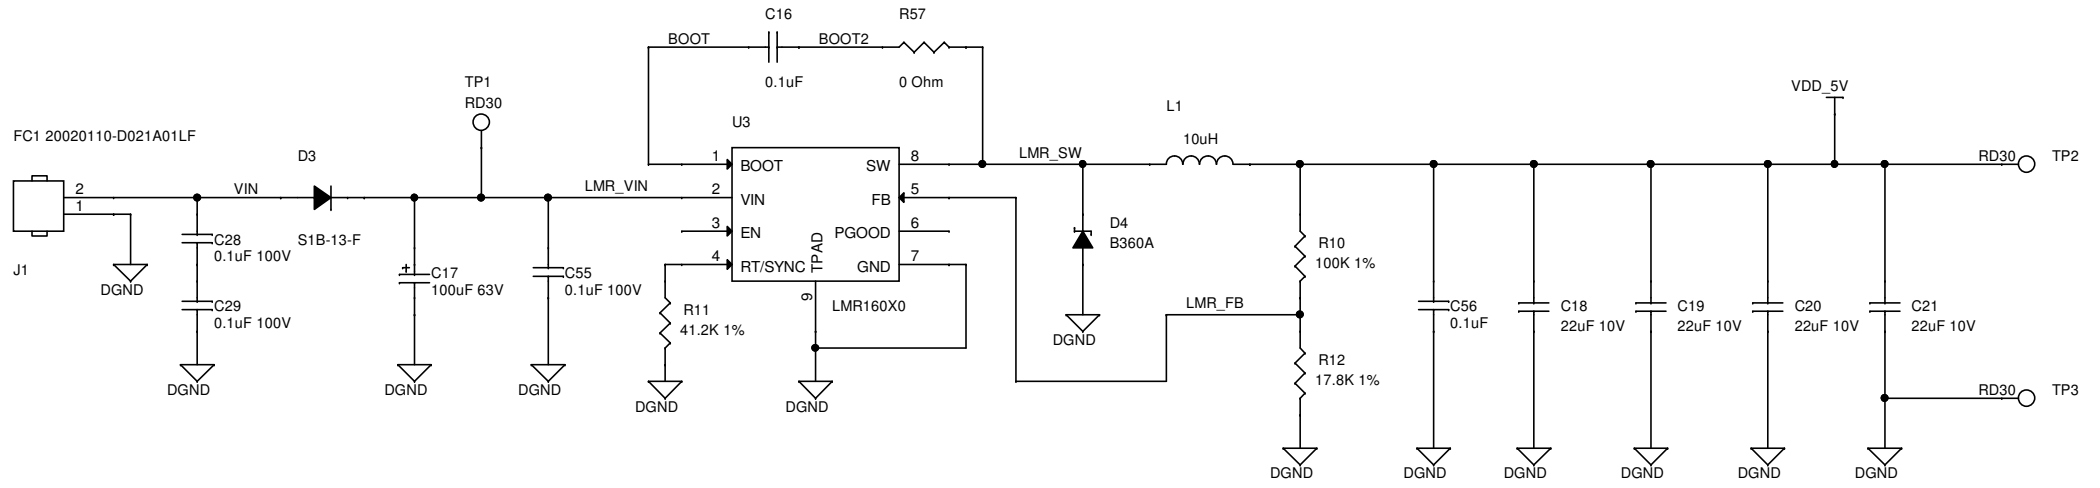 C16
R57
BOOT
BOOT2
0.1uF
0 Ohm
TP1
RD30
VDD_5V
L1
10uH
U3
FC1 20020110-D021A01LF
D3
1
BOOT
SW
8
LMR_SW
RD30
TP2
2
VIN
LMR_VIN
2
VIN
FB
5
1
S1B-13-F
3
EN
PGOOD
6
D4
B360A
C28
0.1uF 100V
4
RT/SYNC
TPAD
GND
7
J1
DGND
+
C17
100uF 63V
C55
0.1uF 100V
R10
100K 1%
C29
0.1uF 100V
R11
41.2K 1%
9
LMR160X0
LMR_FB
C56
0.1uF
C18
22uF 10V
C19
22uF 10V
C20
22uF 10V
C21
22uF 10V
DGND
R12
17.8K 1%
DGND
DGND
DGND
DGND
DGND
RD30
TP3
DGND
DGND
DGND
DGND
DGND
DGND